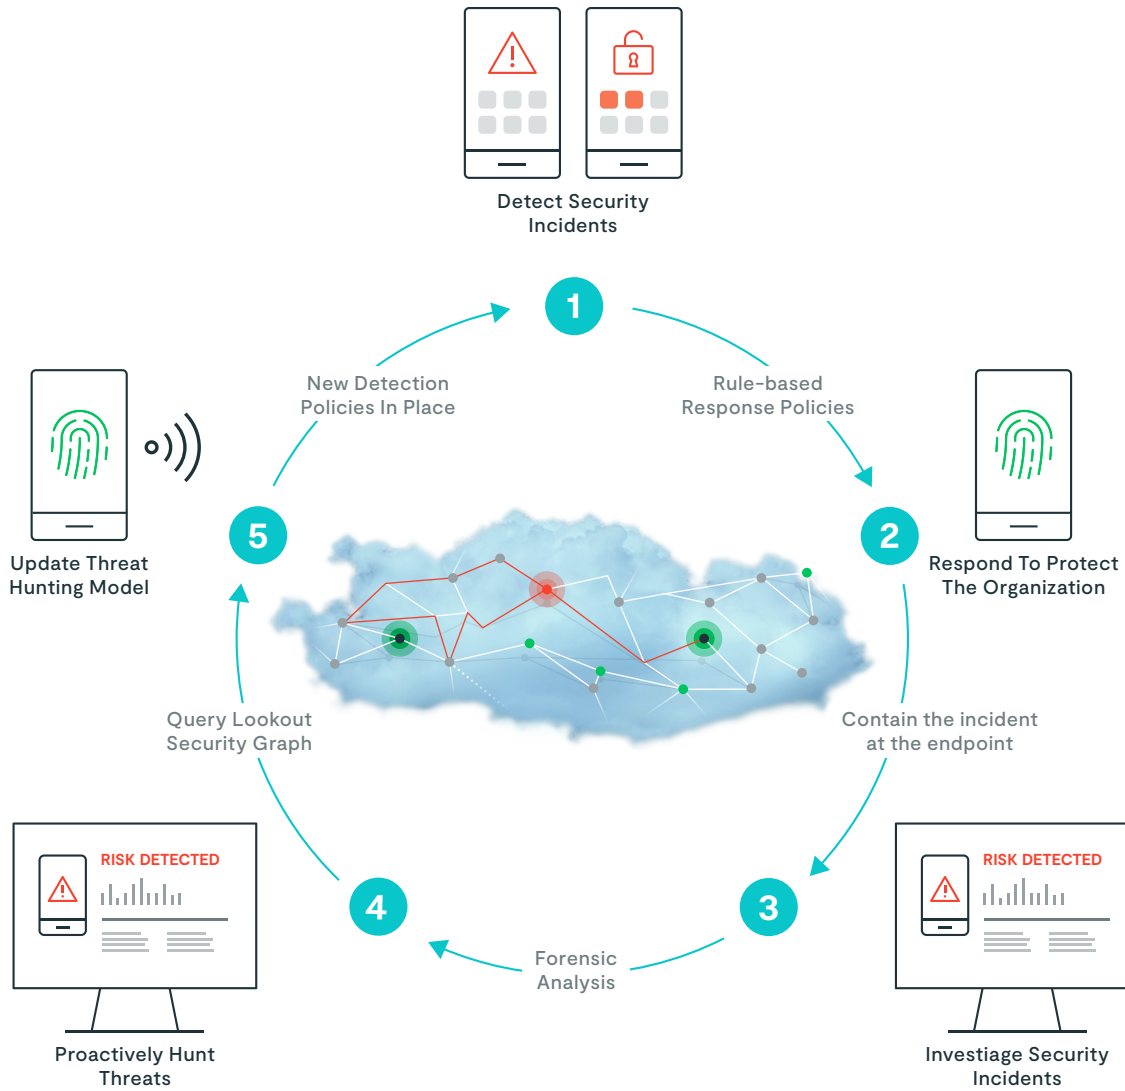 Detect Security
Incidents
1
New Detection
Policies In Place
Rule-based
Response Policies
5
2
Update Threat
Hunting Model
Respond To Protect
The Organization
Query Lookout
Security Graph
Contain the incident
at the endpoint
RISK DETECTED
RISK DETECTED
4
3
Forensic
Analysis
Proactively Hunt
Threats
Investiage Security
Incidents